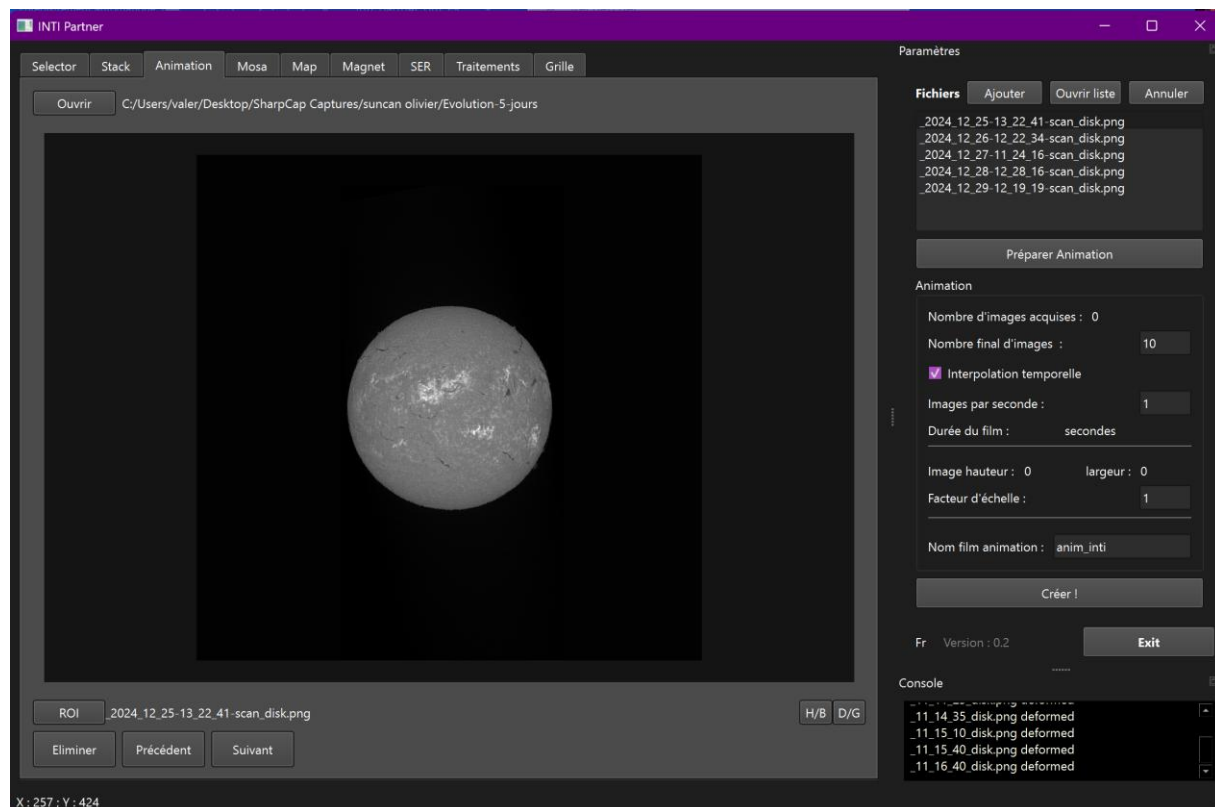 INTI Partner
Selector Stack Animation Mosa Map Magnet SER Traitements Grille
Ouvrir C:/Users/valer/Desktop/SharpCap Captures/suncan olivier/Evolution-5-jours
ROI _2024_12_25-13_22_41-scan_disk.png H/B D/G
Eliminer Précédent Suivant
X : 257 : Y : 424
Paramètres
Fichiers Ajouter Ouvrir liste Annuler
_2024_12_25-13_22_41-scan_disk.png
_2024_12_26-12_22_34-scan_disk.png
_2024_12_27-11_24_16-scan_disk.png
_2024_12_28-12_28_16-scan_disk.png
_2024_12_29-12_19_19-scan_disk.png
Préparer Animation
Animation
Nombre d'images acquises : 0
Nombre final d'images : 10
Interpolation temporelle
Images par seconde : 1
Durée du film : secondes
Image hauteur : 0 largeur : 0
Facteur d'échelle : 1
Nom film animation : anim_inti
Créer !
Fr Version : 0.2 Exit
Console
_11_14_35_disk.png deformed
_11_15_10_disk.png deformed
_11_15_40_disk.png deformed
_11_16_40_disk.png deformed